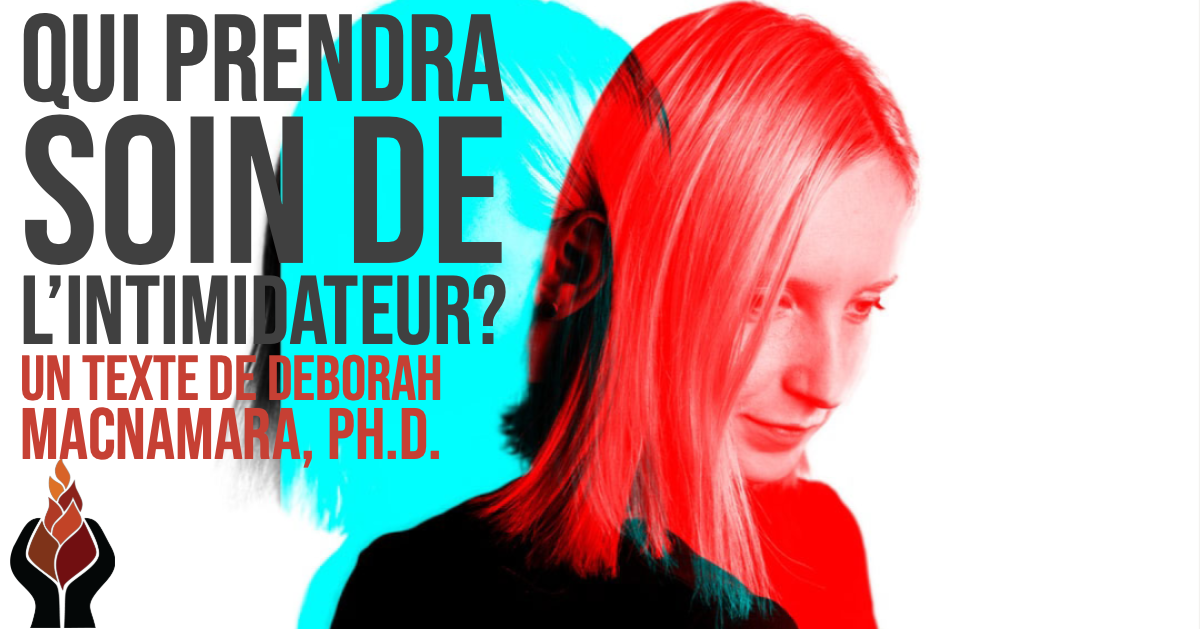 QUI PRENDRA
SOIN DE
L’INTIMIDATEUR?
UN TEXTE DE DEBORAH
MACNAMARA, PH.D.